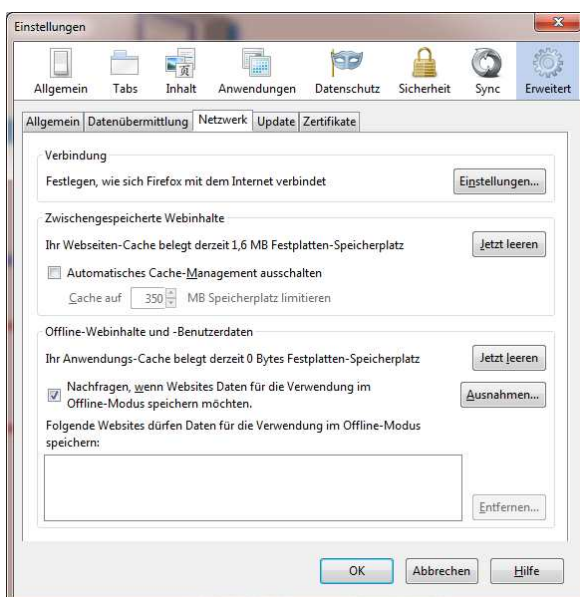 Einstellungen
Allgemein Tabs Inhalt Anwendungen Datenschutz Sicherheit Sync Erweitert
Allgemein Datenübermittlung Netzwerk Update Zertifikate
Verbindung
Festlegen, wie sich Firefox mit dem Internet verbindet
Einstellungen...
Zwischengespeicherte Webinhalte
Ihr Webseiten-Cache belegt derzeit 1,6 MB Festplatten-Speicherplatz
Jetzt leeren
Automatisches Cache-Management ausschalten
Cache auf 350 MB Speicherplatz limitieren
Offline-Webinhalte und -Benutzerdaten
Ihr Anwendungs-Cache belegt derzeit 0 Bytes Festplatten-Speicherplatz
Jetzt leeren
Nachfragen, wenn Websites Daten für die Verwendung im
Offline-Modus speichern möchten.
Ausnahmen...
Folgende Websites dürfen Daten für die Verwendung im Offline-Modus
speichern:
Entfernen...
OK Abbrechen Hilfe